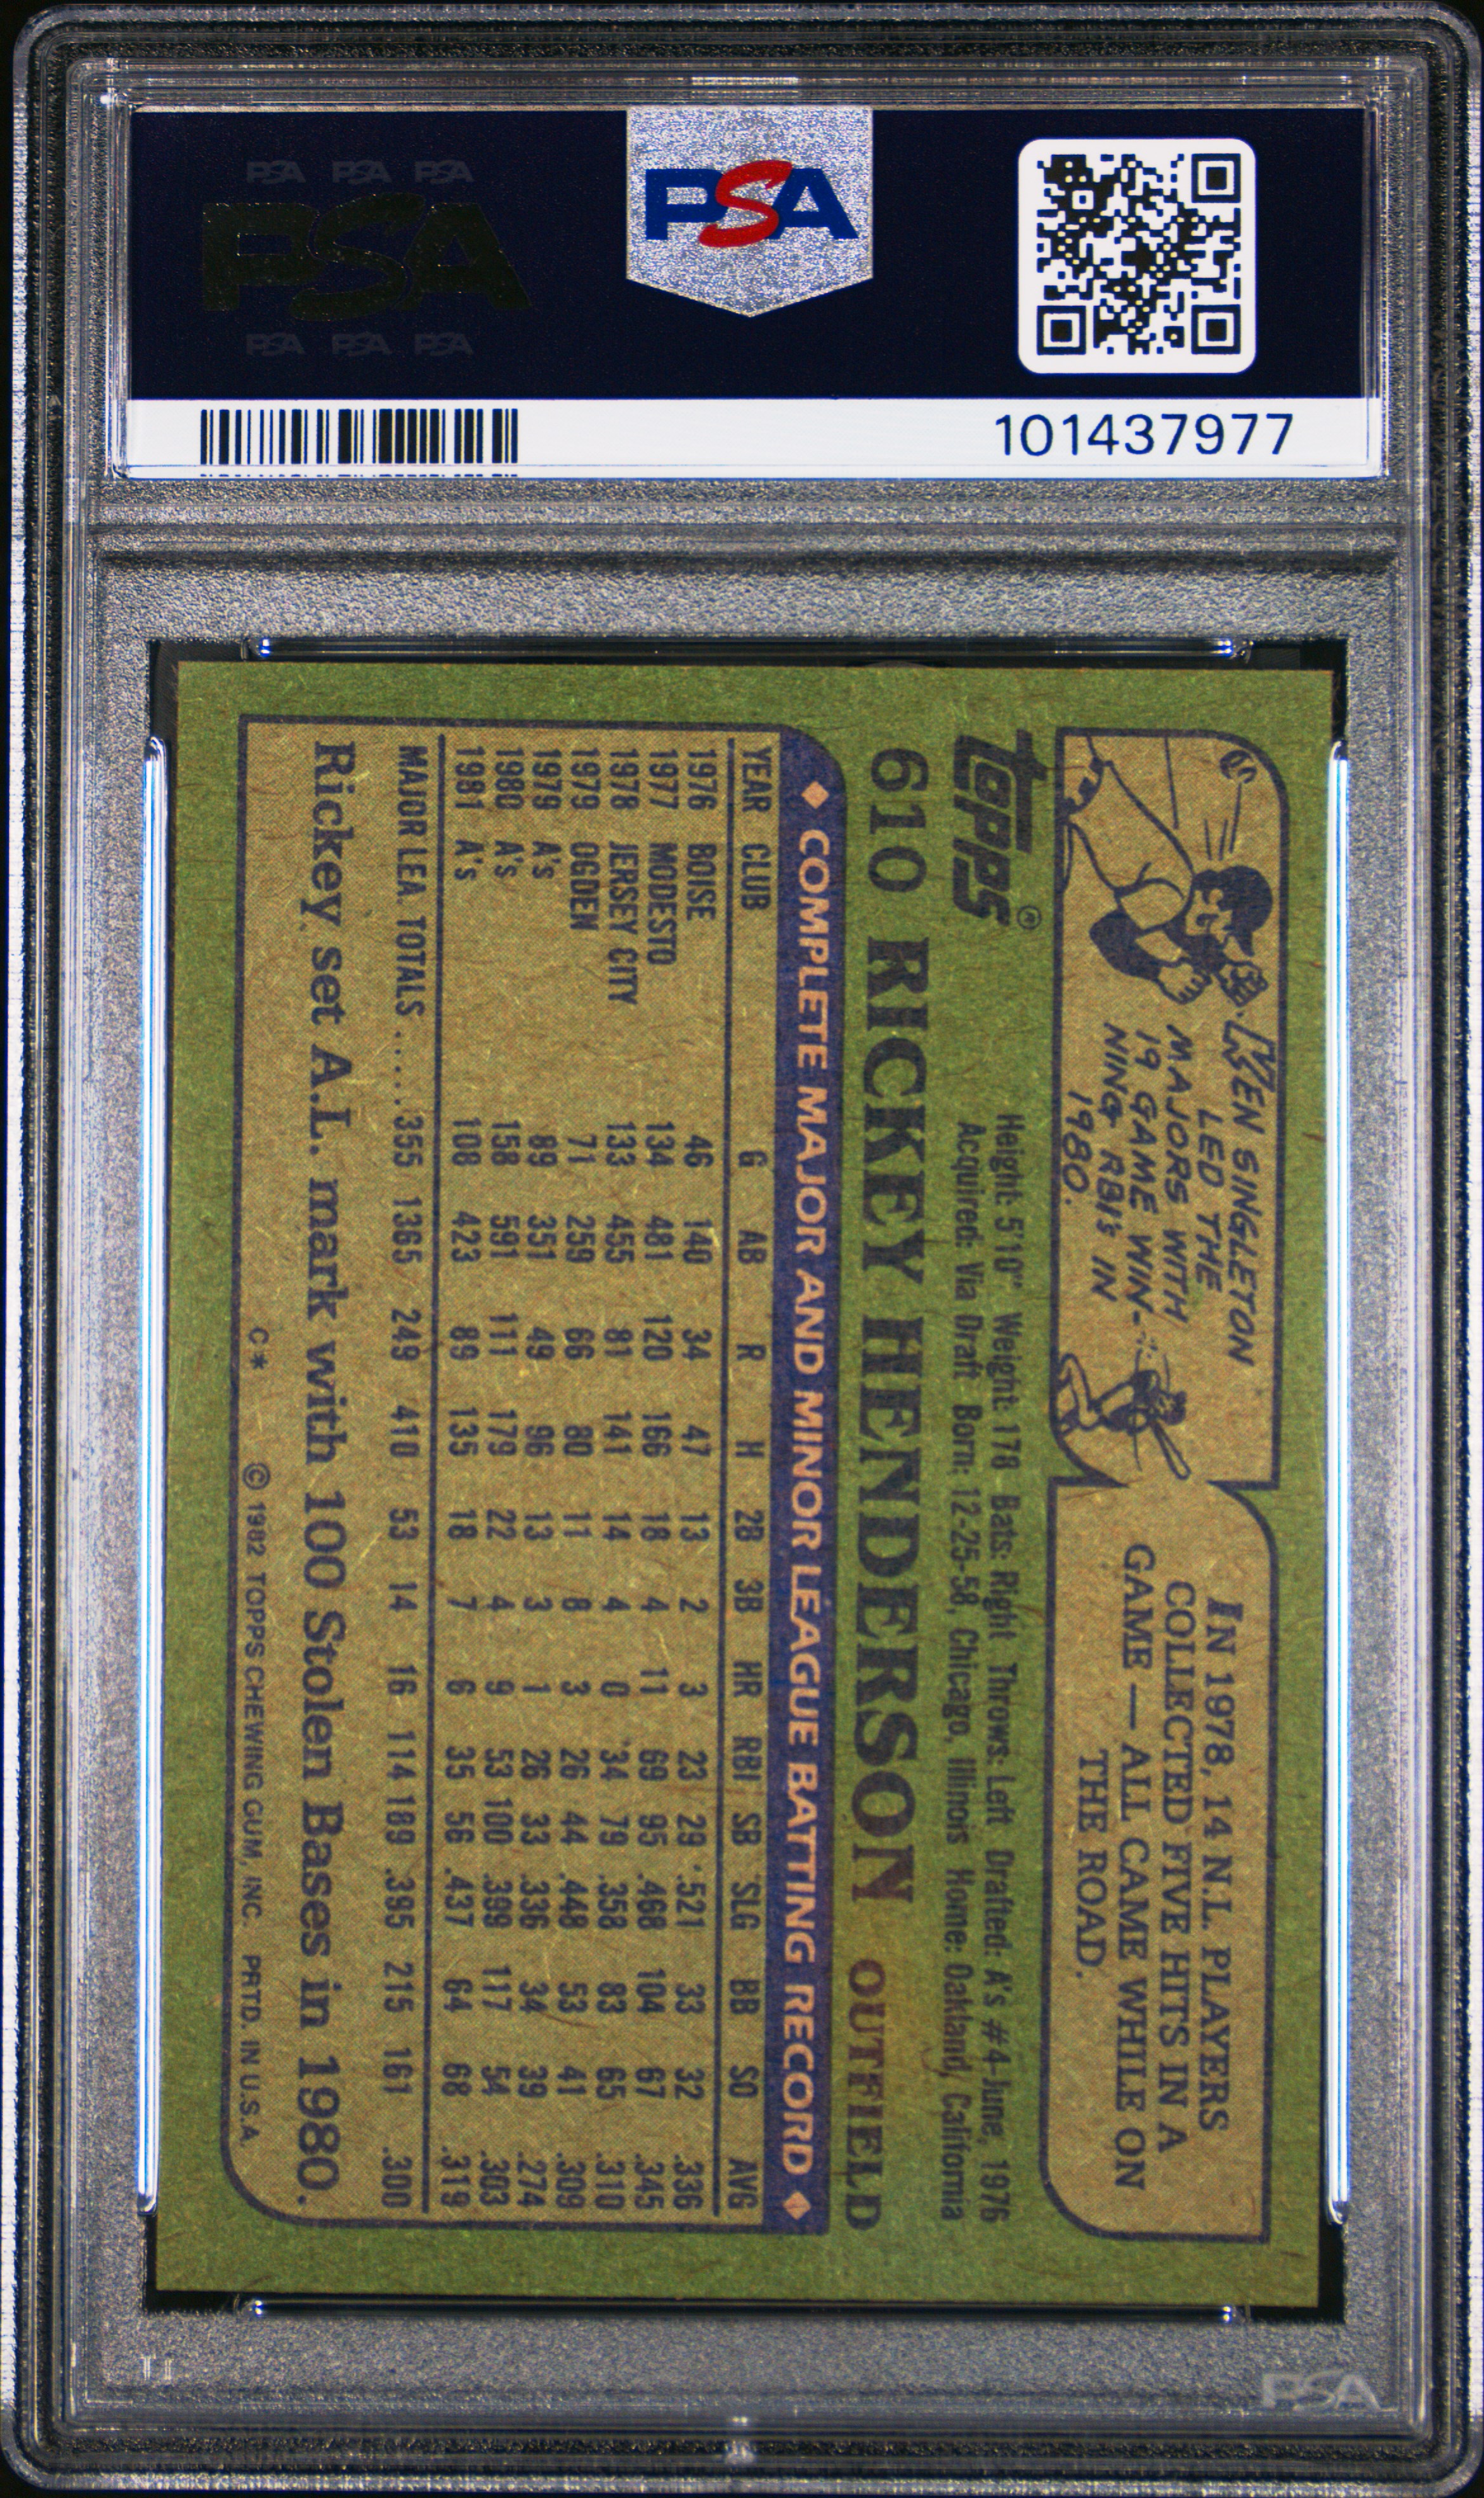 PSA PSA PSA
PSA
PSA PSA PSA
PSA
101437977
KEN SINGLETON
LED THE
MAJORS WITH
19 GAME WIN-
NING RBI's IN
1980.
IN 1978, 14 N.L. PLAYERS
COLLECTED FIVE HITS IN A
GAME — ALL CAME WHILE ON
THE ROAD.
topps®
Height: 5'10" Weight: 178 Bats: Right Throws: Left Drafted: A's #4-June, 1976
Acquired: Via Draft Born: 12-25-58, Chicago, Illinois Home: Oakland, California
610 RICKEY HENDERSON OUTFIELD
◆ COMPLETE MAJOR AND MINOR LEAGUE BATTING RECORD ◆
YEAR CLUB G AB R H 2B 3B HR RBI SB SLG BB SO AVG
1976 BOISE 46 140 34 47 13 2 3 23 29 .521 33 32 .336
1977 MODESTO 134 481 120 166 18 4 11 69 95 .468 104 67 .345
1978 JERSEY CITY 133 455 81 141 14 4 0 34 79 .358 83 65 .310
1979 OGDEN 71 259 66 80 11 8 3 26 44 .448 53 41 .309
1979 A's 89 351 49 96 13 3 1 26 33 .336 34 39 .274
1980 A's 158 591 111 179 22 4 9 53 100 .399 117 54 .303
1981 A's 108 423 89 135 18 7 6 35 56 .437 64 68 .319
MAJOR LEA. TOTALS ..... 355 1365 249 410 53 14 16 114 189 .395 215 161 .300
Rickey set A.L. mark with 100 Stolen Bases in 1980.
C* © 1982 TOPPS CHEWING GUM, INC. PRTD. IN U.S.A.
PSA